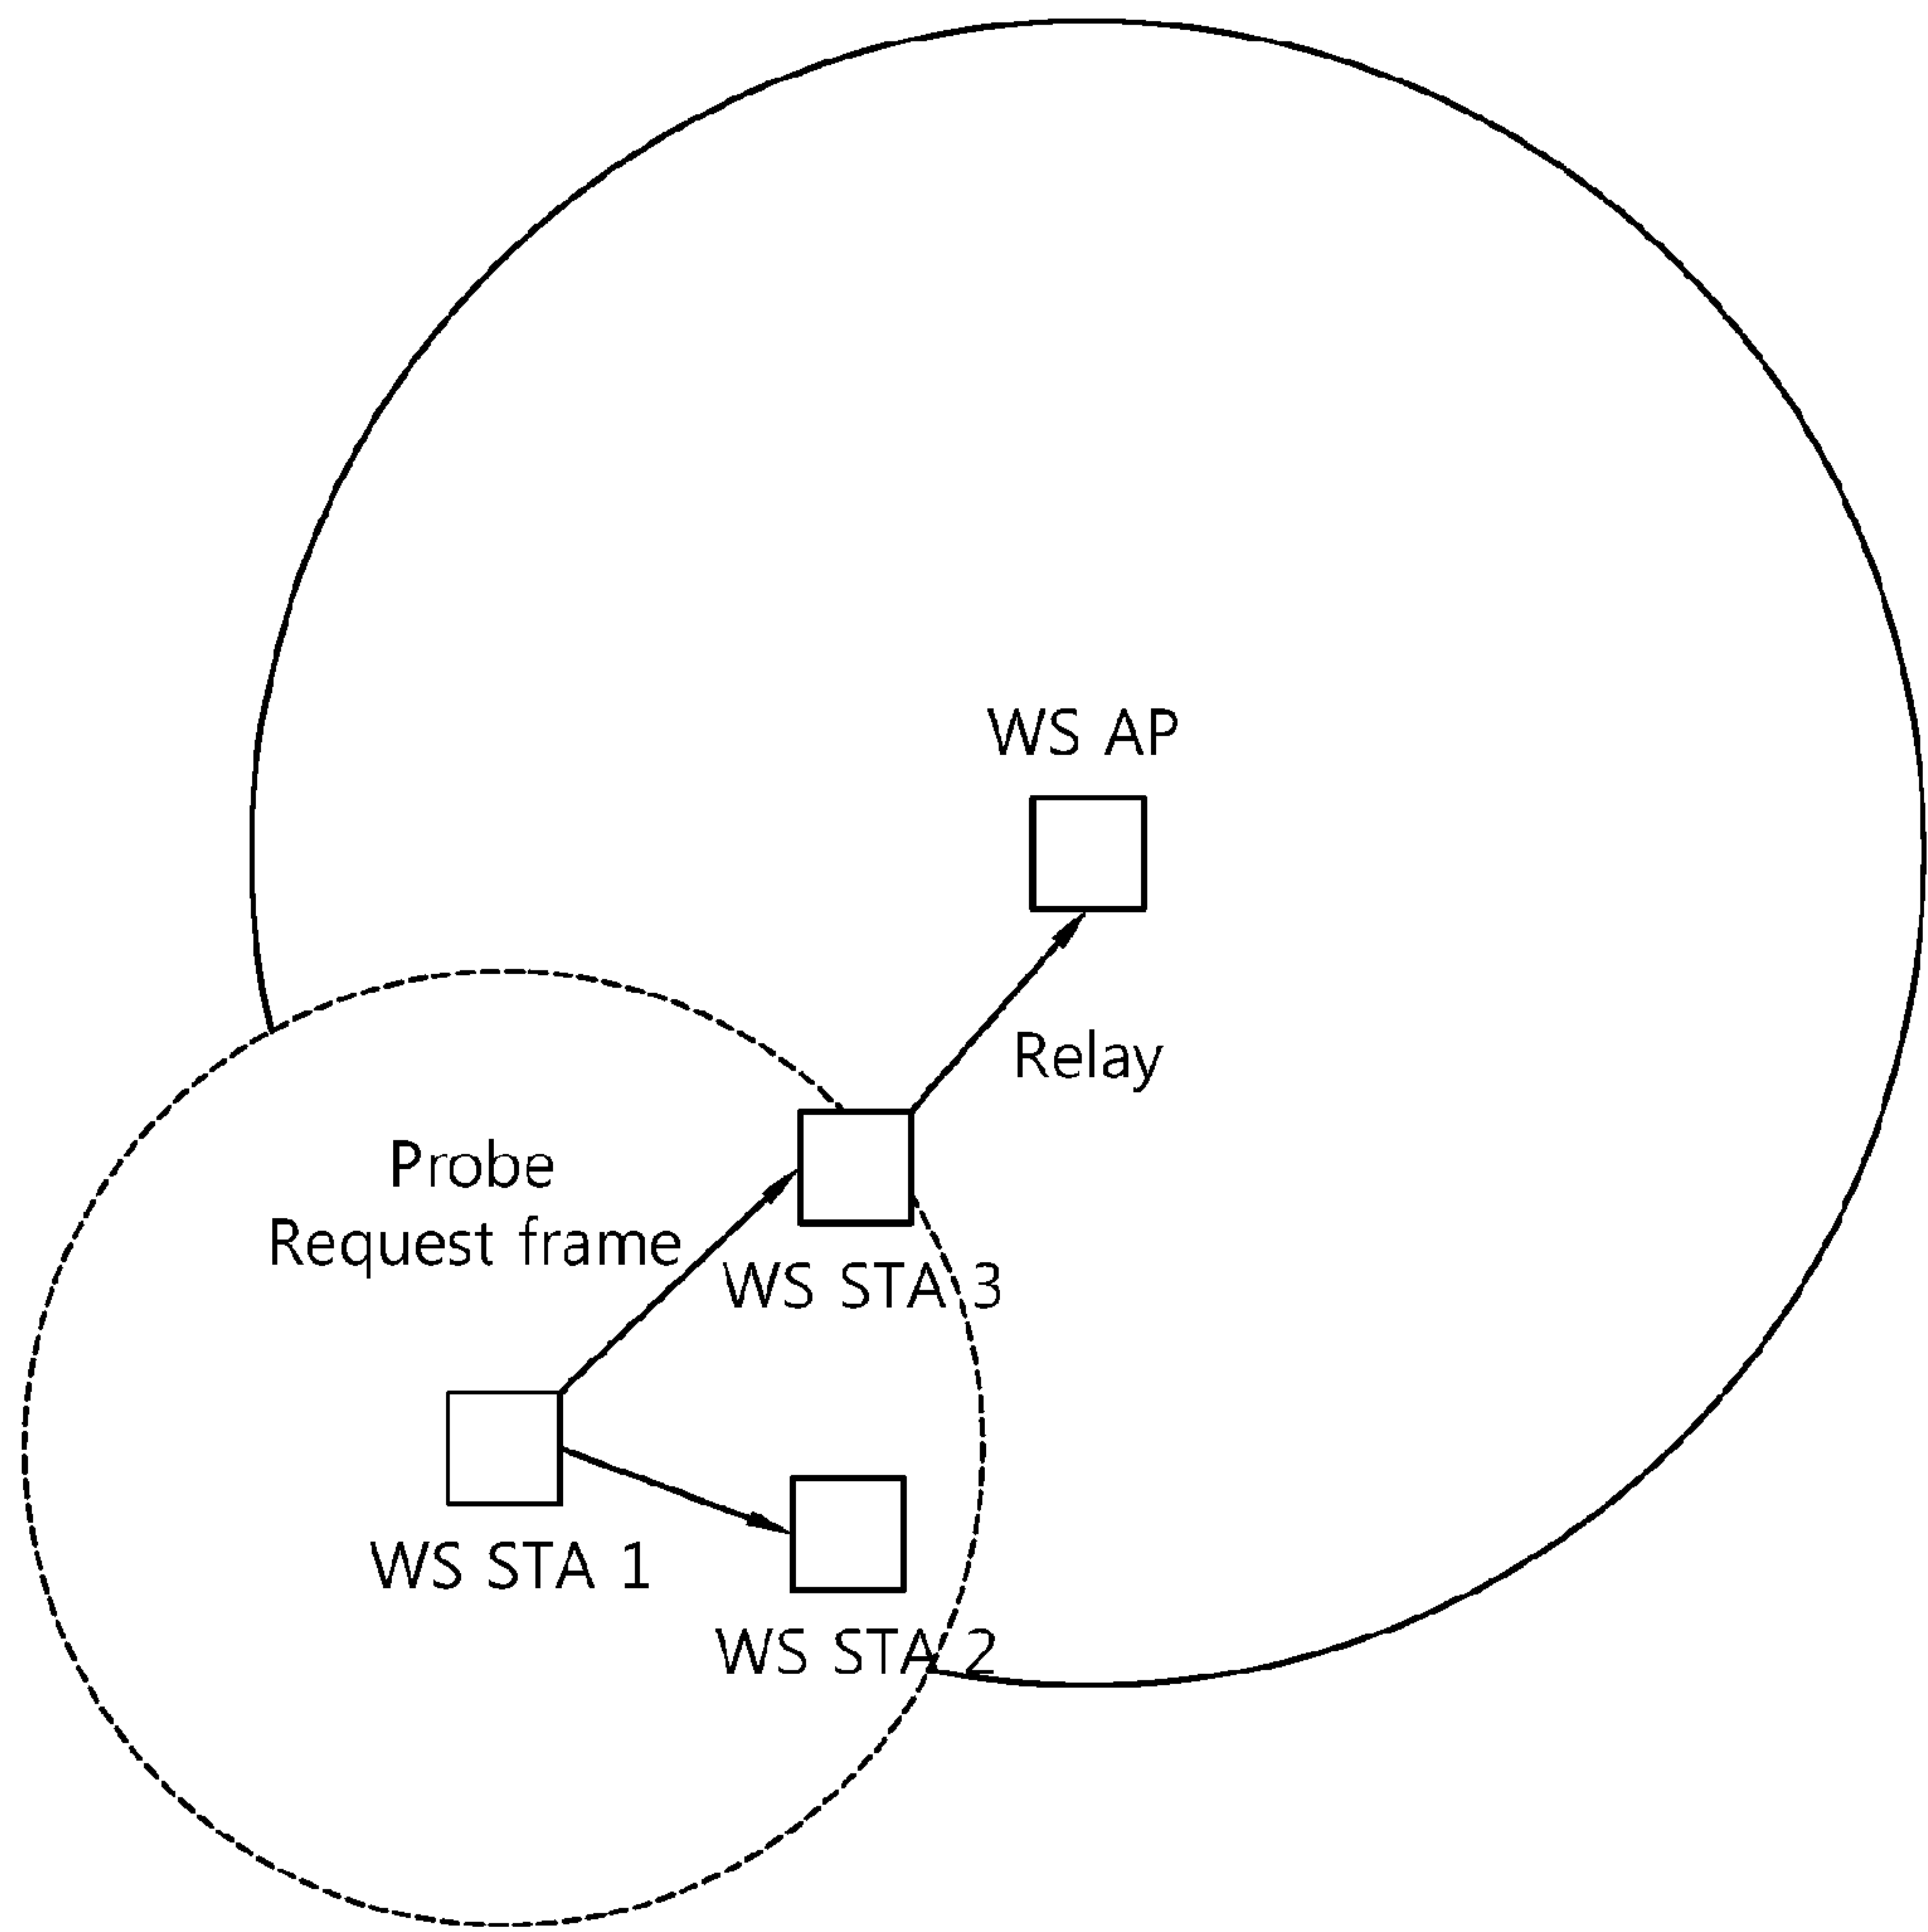 WS AP
Relay
Probe
Request frame
WS STA 3
WS STA 1
WS STA 2